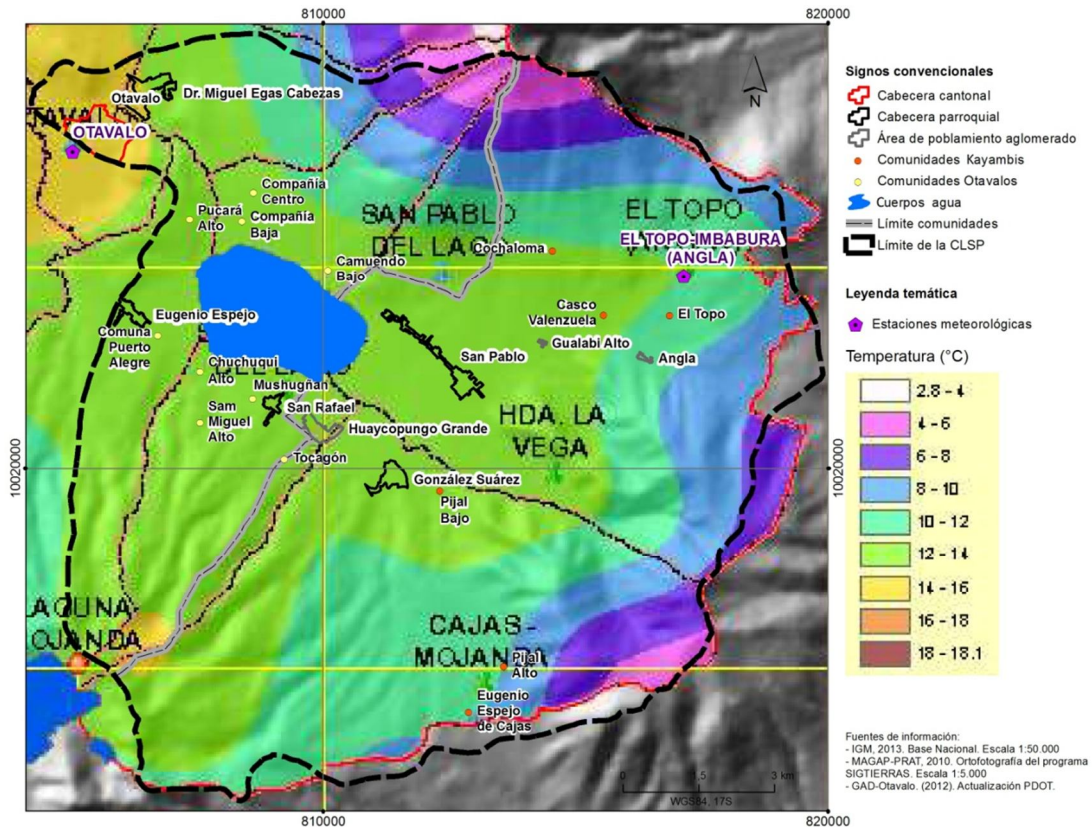 810000
820000
Otavalo
Dr. Miguel Egas Cabezas
OTAVALO
Compañía
Centro
Pucará
Alto
Compañía
Baja
SAN PABLO
DEL LAGO
Cochaloma
EL TOPO
EL TOPO-IMBABURA
(ANGLA)
Camuendo
Bajo
Casco
Valenzuela
El Topo
Eugenio Espejo
Comuna
Puerto
Alegre
Gualabi Alto
San Pablo
Angla
Chuchuqui
Alto
Mushugñan
San Rafael
Sam
Miguel
Alto
Huaycopungo Grande
HDA. LA
VEGA
Tocagón
González Suárez
Pijal
Bajo
10020000
10020000
CAJAS-
MOJANDA
Pijal
Alto
Eugenio
Espejo
de Cajas
0
1,5
3 km
WGS84, 17S
810000
820000
N
Signos convencionales
Cabecera cantonal
Cabecera parroquial
Área de poblamiento aglomerado
Comunidades Kayambis
Comunidades Otavalos
Cuerpos agua
Límite comunidades
Límite de la CLSP
Leyenda temática
Estaciones meteorológicas
Temperatura (°C)
2.8 - 4
4 - 6
6 - 8
8 - 10
10 - 12
12 - 14
14 - 16
16 - 18
18 - 18.1
Fuentes de información:
- IGM, 2013. Base Nacional. Escala 1:50.000
- MAGAP-PRAT, 2010. Ortofotografía del programa
SIGTIERRAS. Escala 1:5.000
- GAD-Otavalo. (2012). Actualización PDOT.